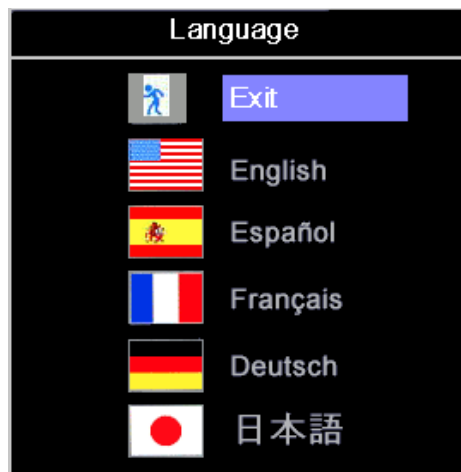 Language
Exit
English
Español
Français
Deutsch
日本語